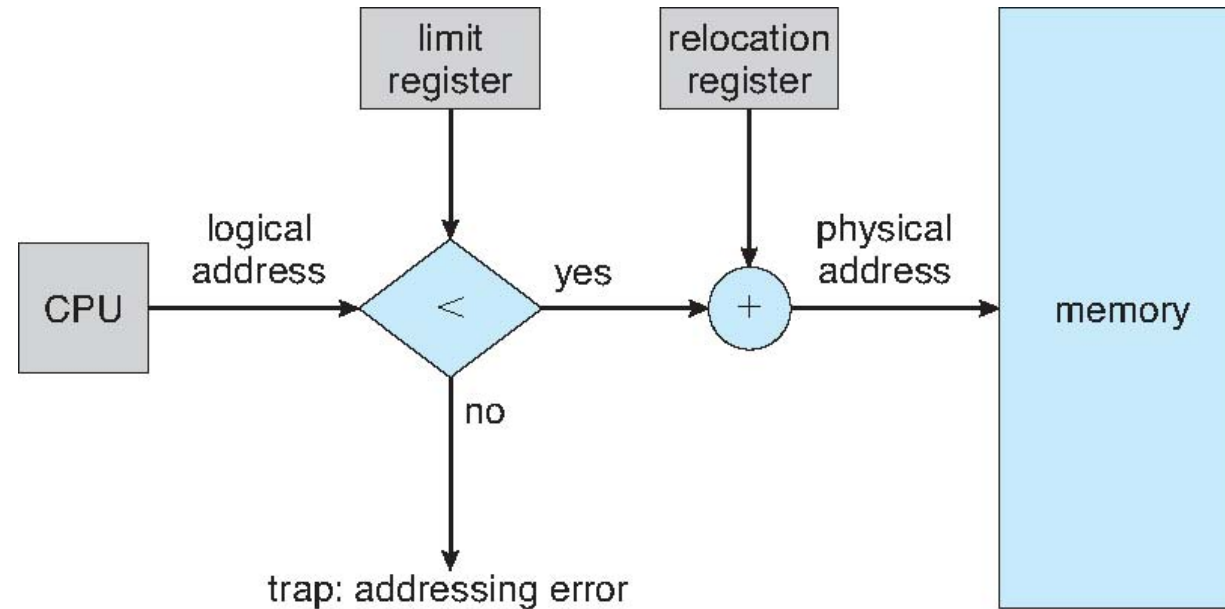 limit
register
relocation
register
logical
address
physical
address
CPU
<
yes
+
memory
no
trap: addressing error